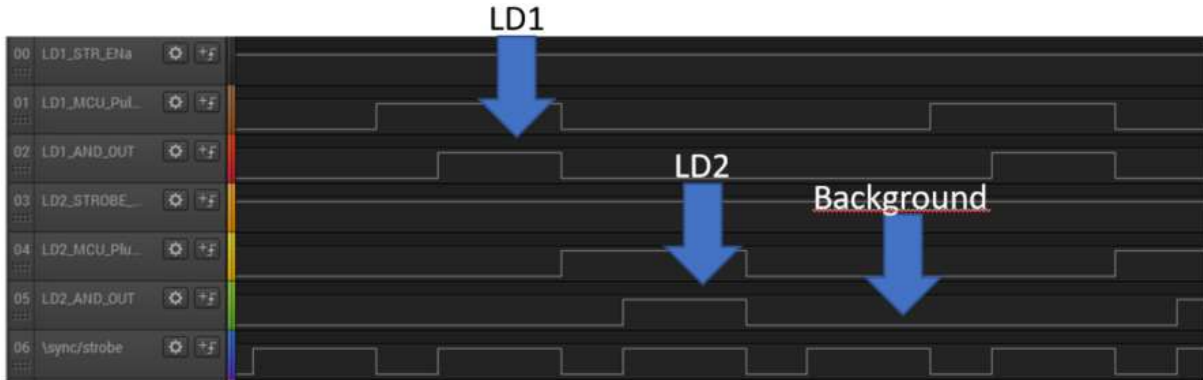 LD1
00 LD1_STR_ENa
01 LD1_MCU_Pul...
02 LD1_AND_OUT
LD2
03 LD2_STROBE_...
Background
04 LD2_MCU_Plu...
05 LD2_AND_OUT
06 \sync/strobe